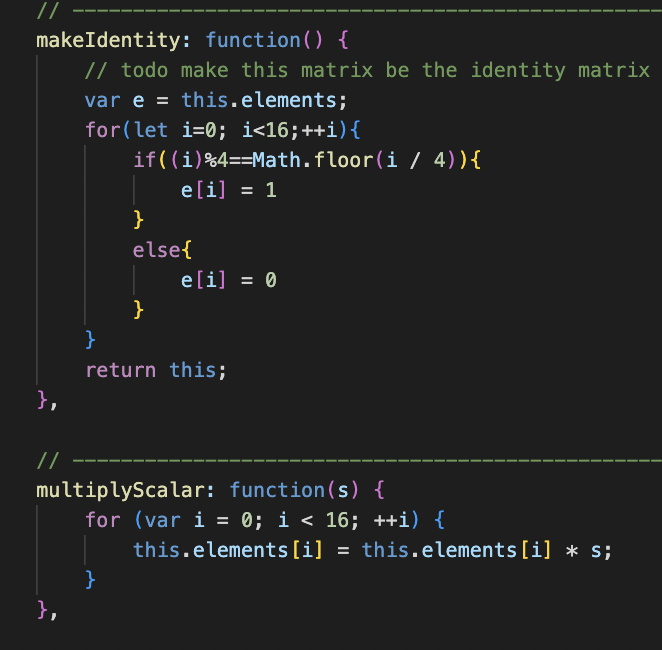 // -------------------------------------------------
makeIdentity: function() {
// todo make this matrix be the identity matrix
var e = this.elements;
for(let i=0; i<16;++i){
if((i)%4==Math.floor(i / 4)){
e[i] = 1
}
else{
e[i] = 0
}
}
return this;
},
// -------------------------------------------------
multiplyScalar: function(s) {
for (var i = 0; i < 16; ++i) {
this.elements[i] = this.elements[i] * s;
}
},